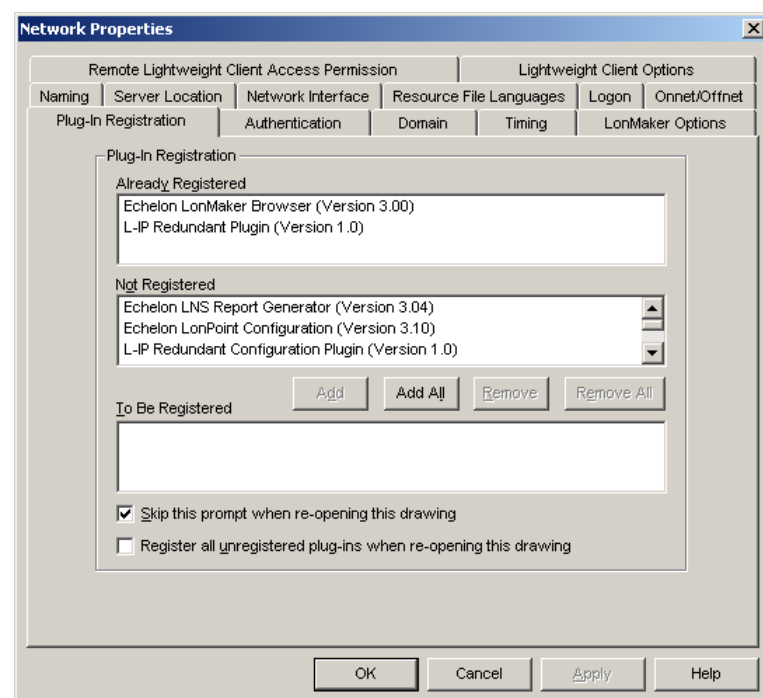 Network Properties
Remote Lightweight Client Access Permission Lightweight Client Options
Naming Server Location Network Interface Resource File Languages Logon Onnet/Offnet
Plug-In Registration Authentication Domain Timing LonMaker Options
Plug-In Registration
Already Registered
Echelon LonMaker Browser (Version 3.00)
L-IP Redundant Plugin (Version 1.0)
Not Registered
Echelon LNS Report Generator (Version 3.04)
Echelon LonPoint Configuration (Version 3.10)
L-IP Redundant Configuration Plugin (Version 1.0)
Add Add All Remove Remove All
To Be Registered
Skip this prompt when re-opening this drawing
Register all unregistered plug-ins when re-opening this drawing
OK Cancel Apply Help